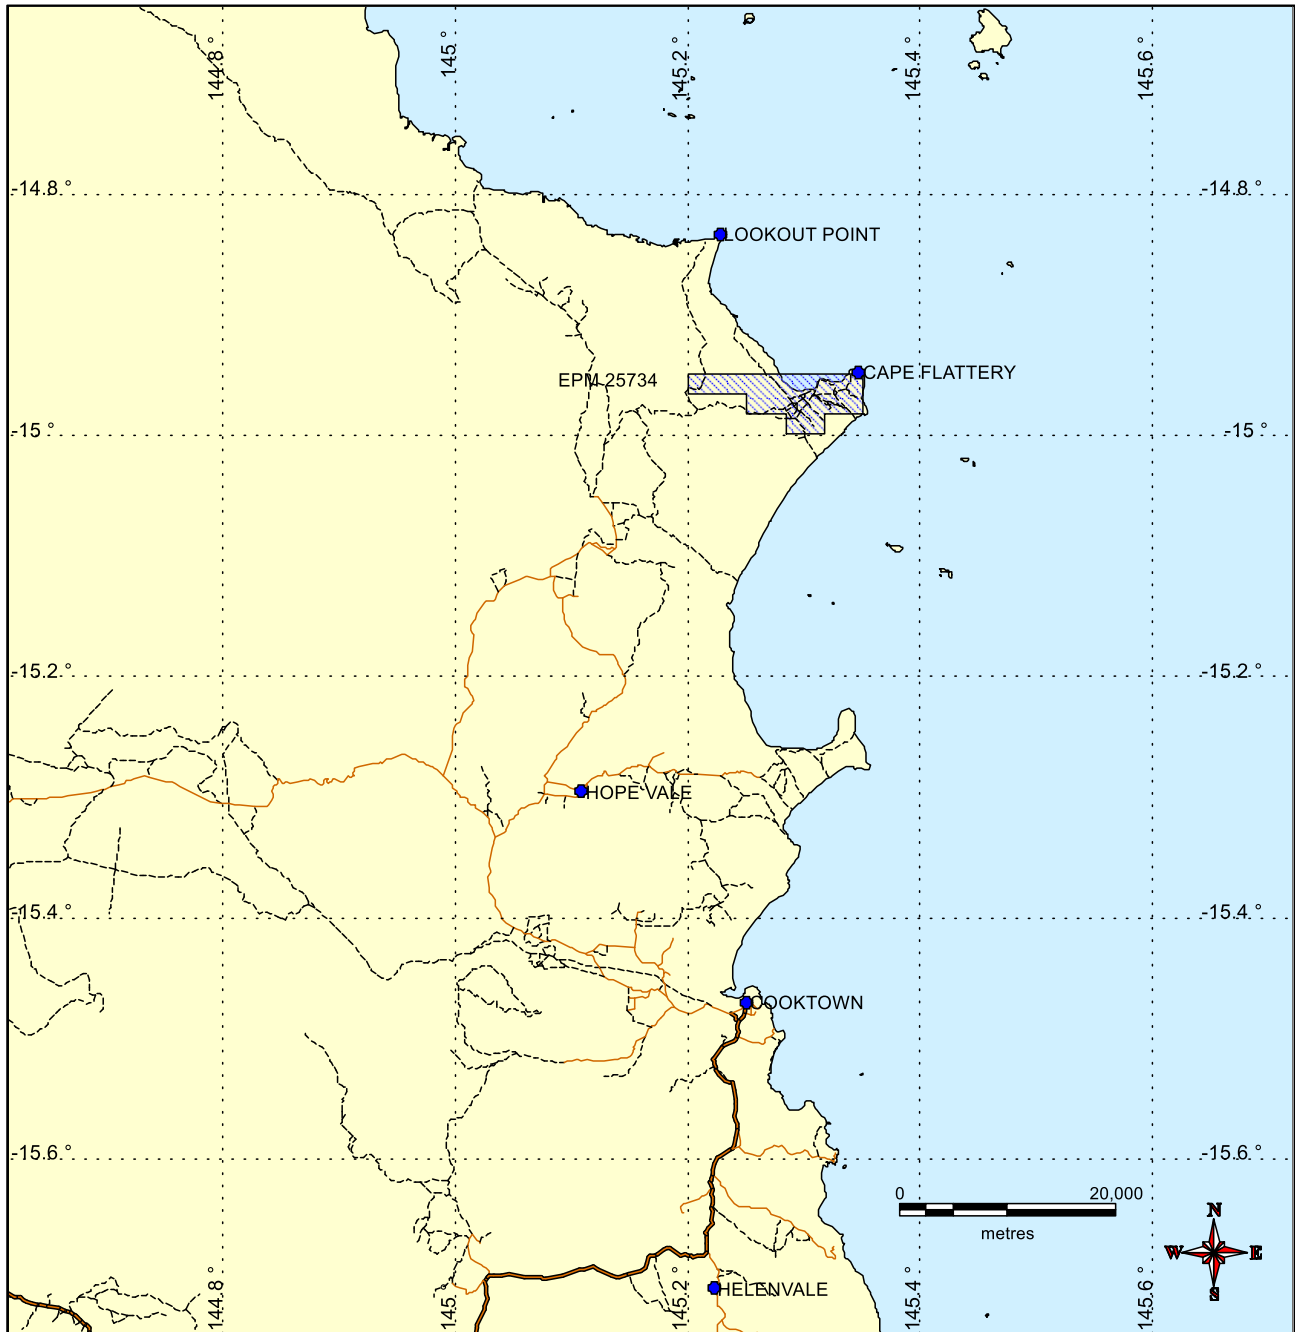 144.8 °
145 °
145.2 °
145.4 °
145.6 °
-14.8 °
-14.8 °
LOOKOUT POINT
CAPE FLATTERY
EPM 25734
-15 °
-15 °
-15.2 °
-15.2 °
HOPE VALE
-15.4 °
-15.4 °
COOKTOWN
-15.6 °
-15.6 °
0 20,000
metres
N
W E
S
HELENVALE
144.8 °
145 °
145.2 °
145.4 °
145.6 °